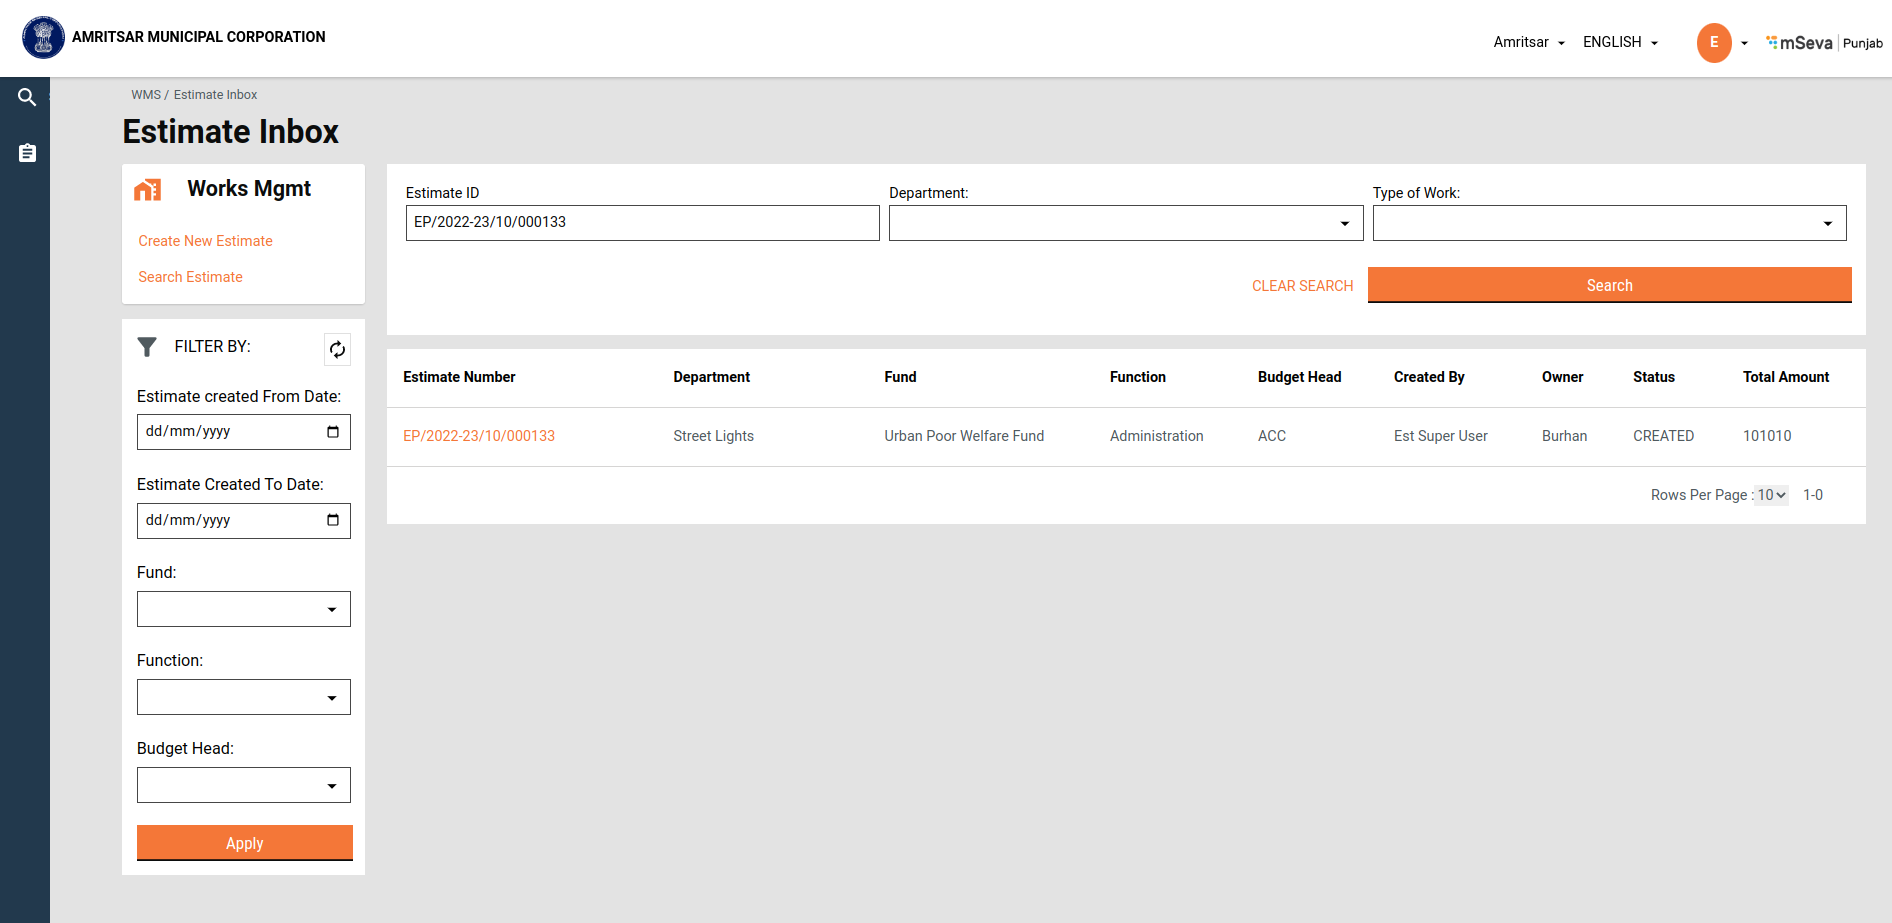 AMRITSAR MUNICIPAL CORPORATION
Amritsar
ENGLISH
E
mSeva
Punjab
WMS / Estimate Inbox
Estimate Inbox
Works Mgmt
Create New Estimate
Search Estimate
FILTER BY:
Estimate created From Date:
dd/mm/yyyy
Estimate Created To Date:
dd/mm/yyyy
Fund:
Function:
Budget Head:
Apply
Estimate ID Department: Type of Work:
EP/2022-23/10/000133
CLEAR SEARCH Search
Estimate Number Department Fund Function Budget Head Created By Owner Status Total Amount
EP/2022-23/10/000133 Street Lights Urban Poor Welfare Fund Administration ACC Est Super User Burhan CREATED 101010
Rows Per Page : 10 1-0